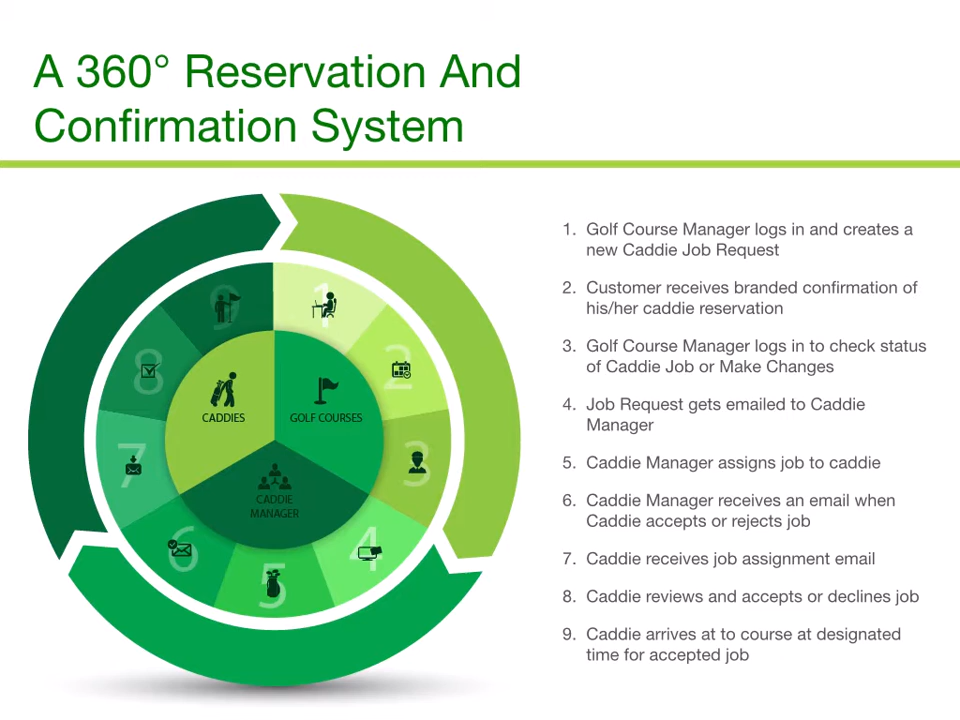 A 360° Reservation And
Confirmation System
9
1
8
2
CADDIES
GOLF COURSES
7
3
CADDIE
MANAGER
6
4
5
1. Golf Course Manager logs in and creates a
new Caddie Job Request
2. Customer receives branded confirmation of
his/her caddie reservation
3. Golf Course Manager logs in to check status
of Caddie Job or Make Changes
4. Job Request gets emailed to Caddie
Manager
5. Caddie Manager assigns job to caddie
6. Caddie Manager receives an email when
Caddie accepts or rejects job
7. Caddie receives job assignment email
8. Caddie reviews and accepts or declines job
9. Caddie arrives at to course at designated
time for accepted job